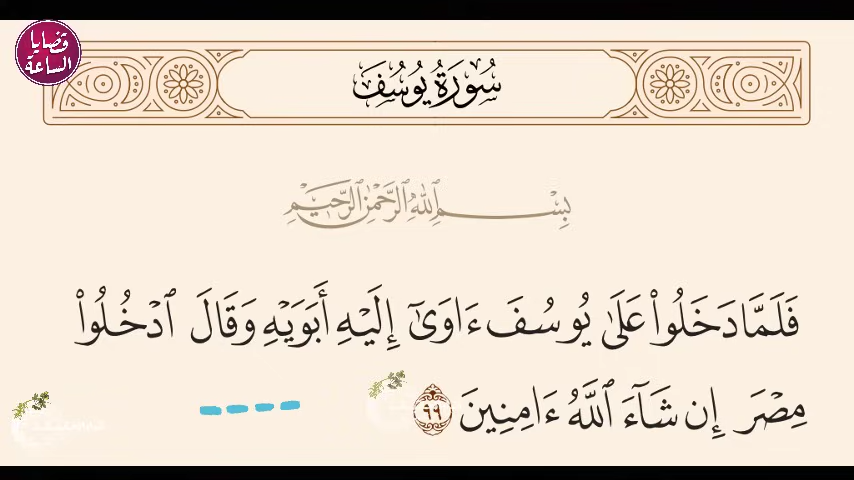 قضايا
الساعة
سُورَةُ يُوسُفَ
بِسْمِ ٱللَّهِ ٱلرَّحْمَٰنِ ٱلرَّحِيمِ
فَلَمَّا دَخَلُوا۟ عَلَىٰ يُوسُفَ ءَاوَىٰٓ إِلَيْهِ أَبَوَيْهِ وَقَالَ ٱدْخُلُوا۟
مِصْرَ إِن شَآءَ ٱللَّهُ ءَامِنِينَ ٩٩